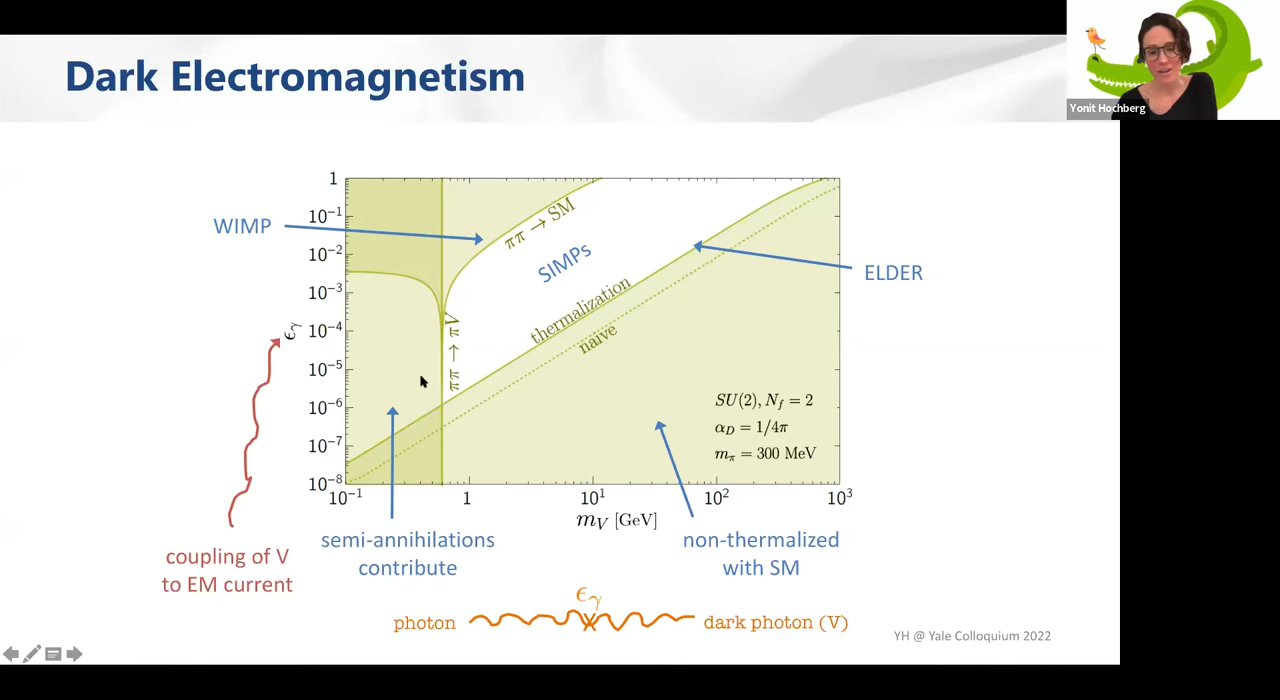 Dark Electromagnetism
Yonit Hochberg
WIMP
ELDER
SIMPs
ππ → SM
ππ → πV
thermalization
naive
SU(2), N_f = 2
α_D = 1/4π
m_π = 300 MeV
ϵ_γ
1
10^-1
10^-2
10^-3
10^-4
10^-5
10^-6
10^-7
10^-8
10^-1
1
10^1
10^2
10^3
m_V [GeV]
coupling of V
to EM current
semi-annihilations
contribute
non-thermalized
with SM
ϵ_γ
photon
dark photon (V)
YH @ Yale Colloquium 2022